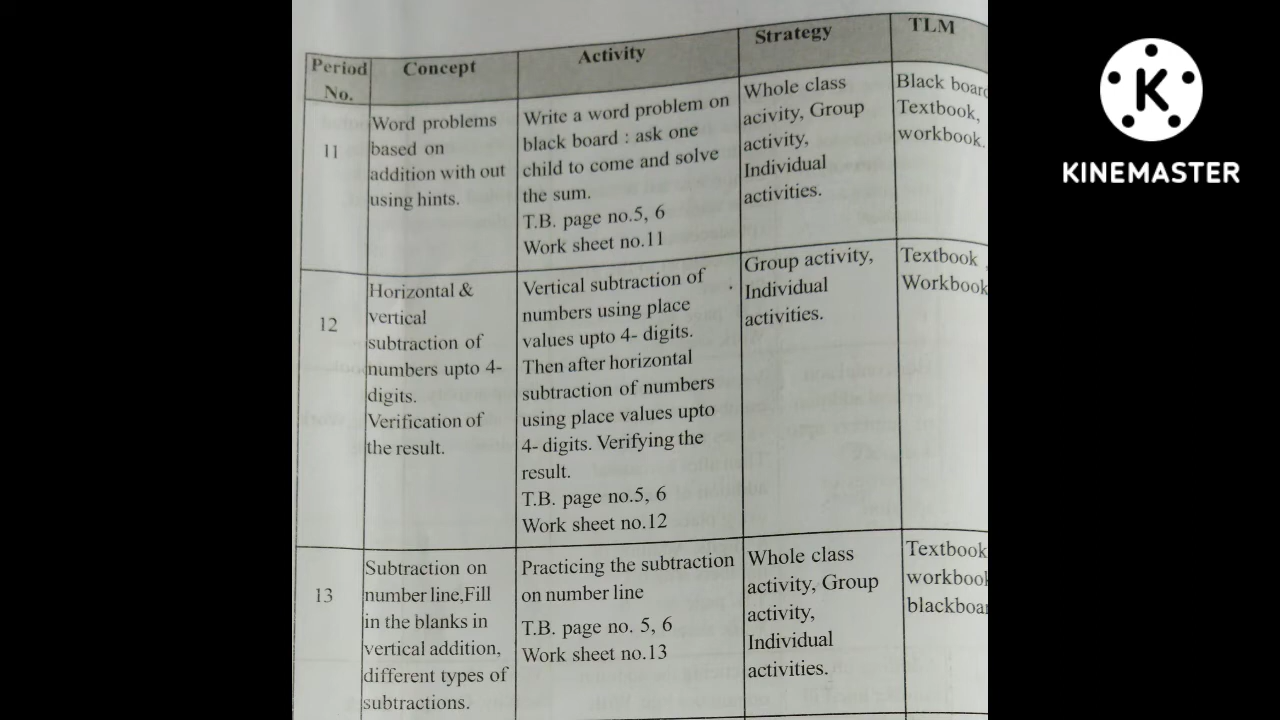 Period No.
Concept
Activity
Strategy
TLM
11
Word problems
based on
addition with out
using hints.
Write a word problem on
black board : ask one
child to come and solve
the sum.
T.B. page no.5, 6
Work sheet no.11
Whole class
acivity, Group
activity,
Individual
activities.
Black board
Textbook,
workbook.
12
Horizontal &
vertical
subtraction of
numbers upto 4-
digits.
Verification of
the result.
Vertical subtraction of
numbers using place
values upto 4- digits.
Then after horizontal
subtraction of numbers
using place values upto
4- digits. Verifying the
result.
T.B. page no.5, 6
Work sheet no.12
Group activity,
Individual
activities.
Textbook ,
Workbook
13
Subtraction on
number line,Fill
in the blanks in
vertical addition,
different types of
subtractions.
Practicing the subtraction
on number line
T.B. page no. 5, 6
Work sheet no.13
Whole class
activity, Group
activity,
Individual
activities.
Textbook
workbook
blackboar
K
KINEMASTER